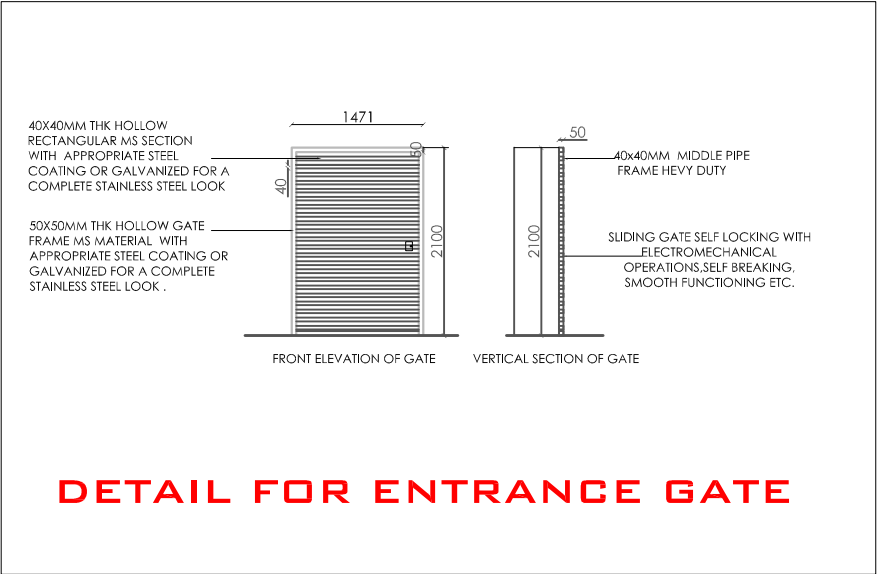 1471
40X40MM THK HOLLOW
RECTANGULAR MS SECTION
WITH APPROPRIATE STEEL
COATING OR GALVANIZED FOR A
COMPLETE STAINLESS STEEL LOOK
50X50MM THK HOLLOW GATE
FRAME MS MATERIAL WITH
APPROPRIATE STEEL COATING OR
GALVANIZED FOR A COMPLETE
STAINLESS STEEL LOOK .
50
40
2100
FRONT ELEVATION OF GATE
50
2100
40x40MM MIDDLE PIPE
FRAME HEVY DUTY
SLIDING GATE SELF LOCKING WITH
ELECTROMECHANICAL
OPERATIONS,SELF BREAKING,
SMOOTH FUNCTIONING ETC.
VERTICAL SECTION OF GATE
DETAIL FOR ENTRANCE GATE